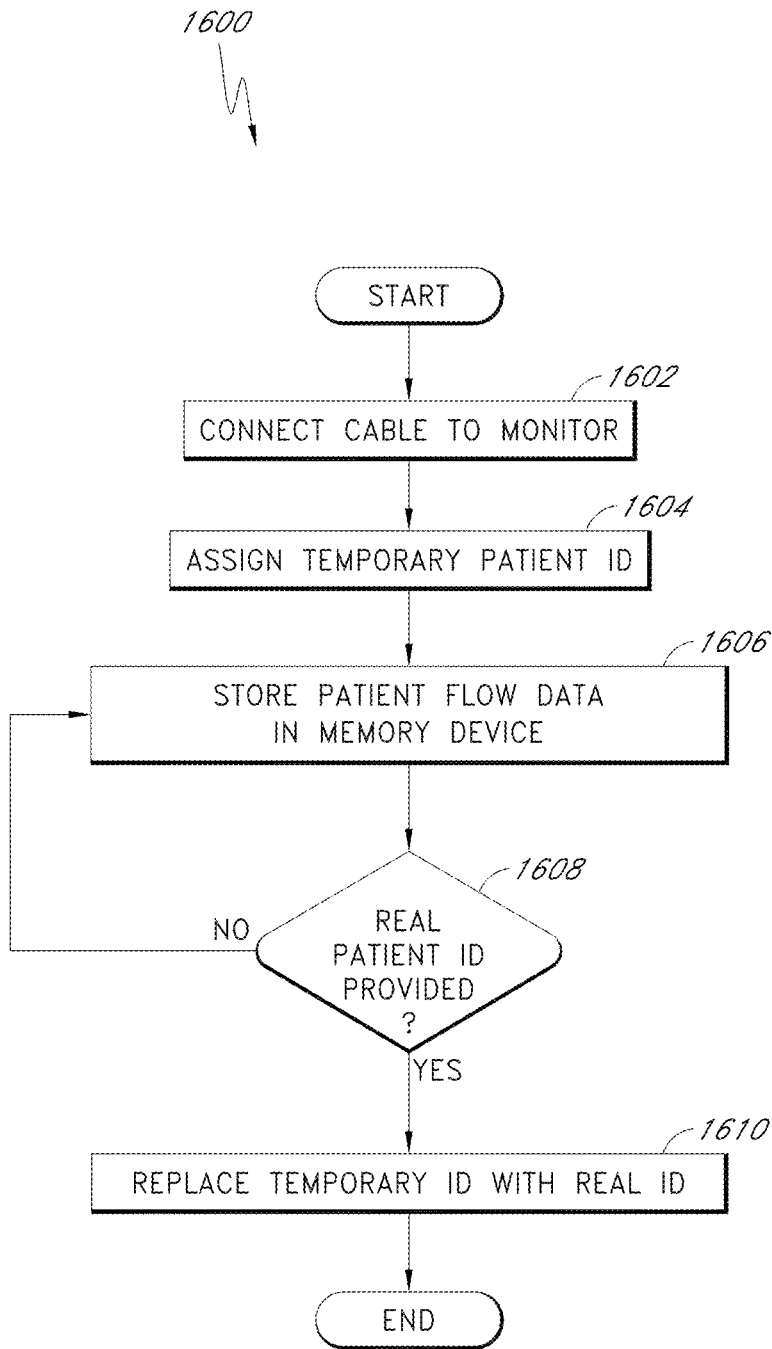 1600
START
1602
CONNECT CABLE TO MONITOR
1604
ASSIGN TEMPORARY PATIENT ID
1606
STORE PATIENT FLOW DATA
IN MEMORY DEVICE
1608
REAL
PATIENT ID
PROVIDED
?
NO
YES
1610
REPLACE TEMPORARY ID WITH REAL ID
END